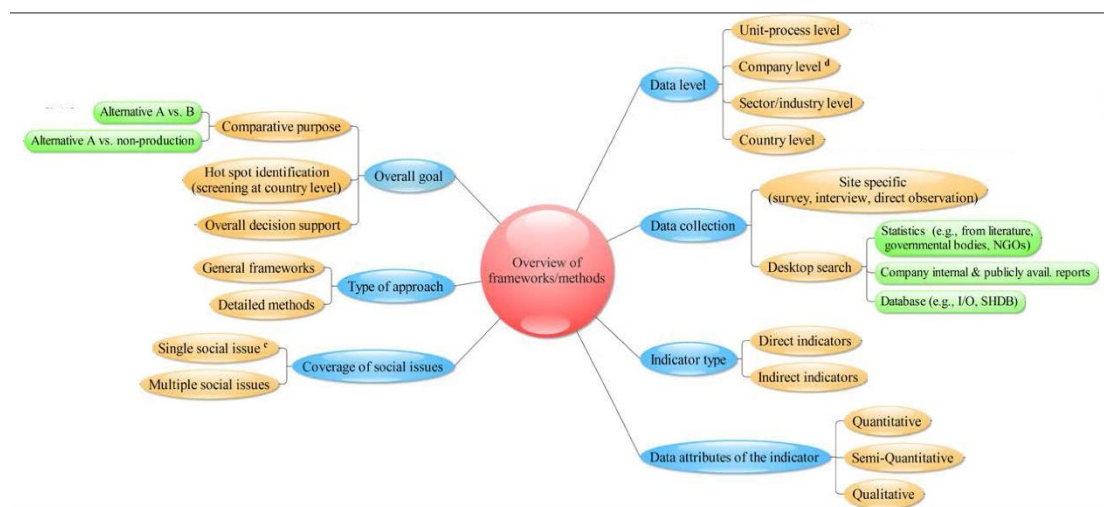 Alternative A vs. B
Alternative A vs. non-production
Comparative purpose
Hot spot identification
(screening at country level)
Overall decision support
Overall goal
General frameworks
Detailed methods
Type of approach
Single social issue c
Multiple social issues
Coverage of social issues
Overview of
frameworks/methods
Data level
Unit-process level
Company level d
Sector/industry level
Country level
Data collection
Site specific
(survey, interview, direct observation)
Desktop search
Statistics (e.g., from literature,
governmental bodies, NGOs)
Company internal & publicly avail. reports
Database (e.g., I/O, SHDB)
Indicator type
Direct indicators
Indirect indicators
Data attributes of the indicator
Quantitative
Semi-Quantitative
Qualitative